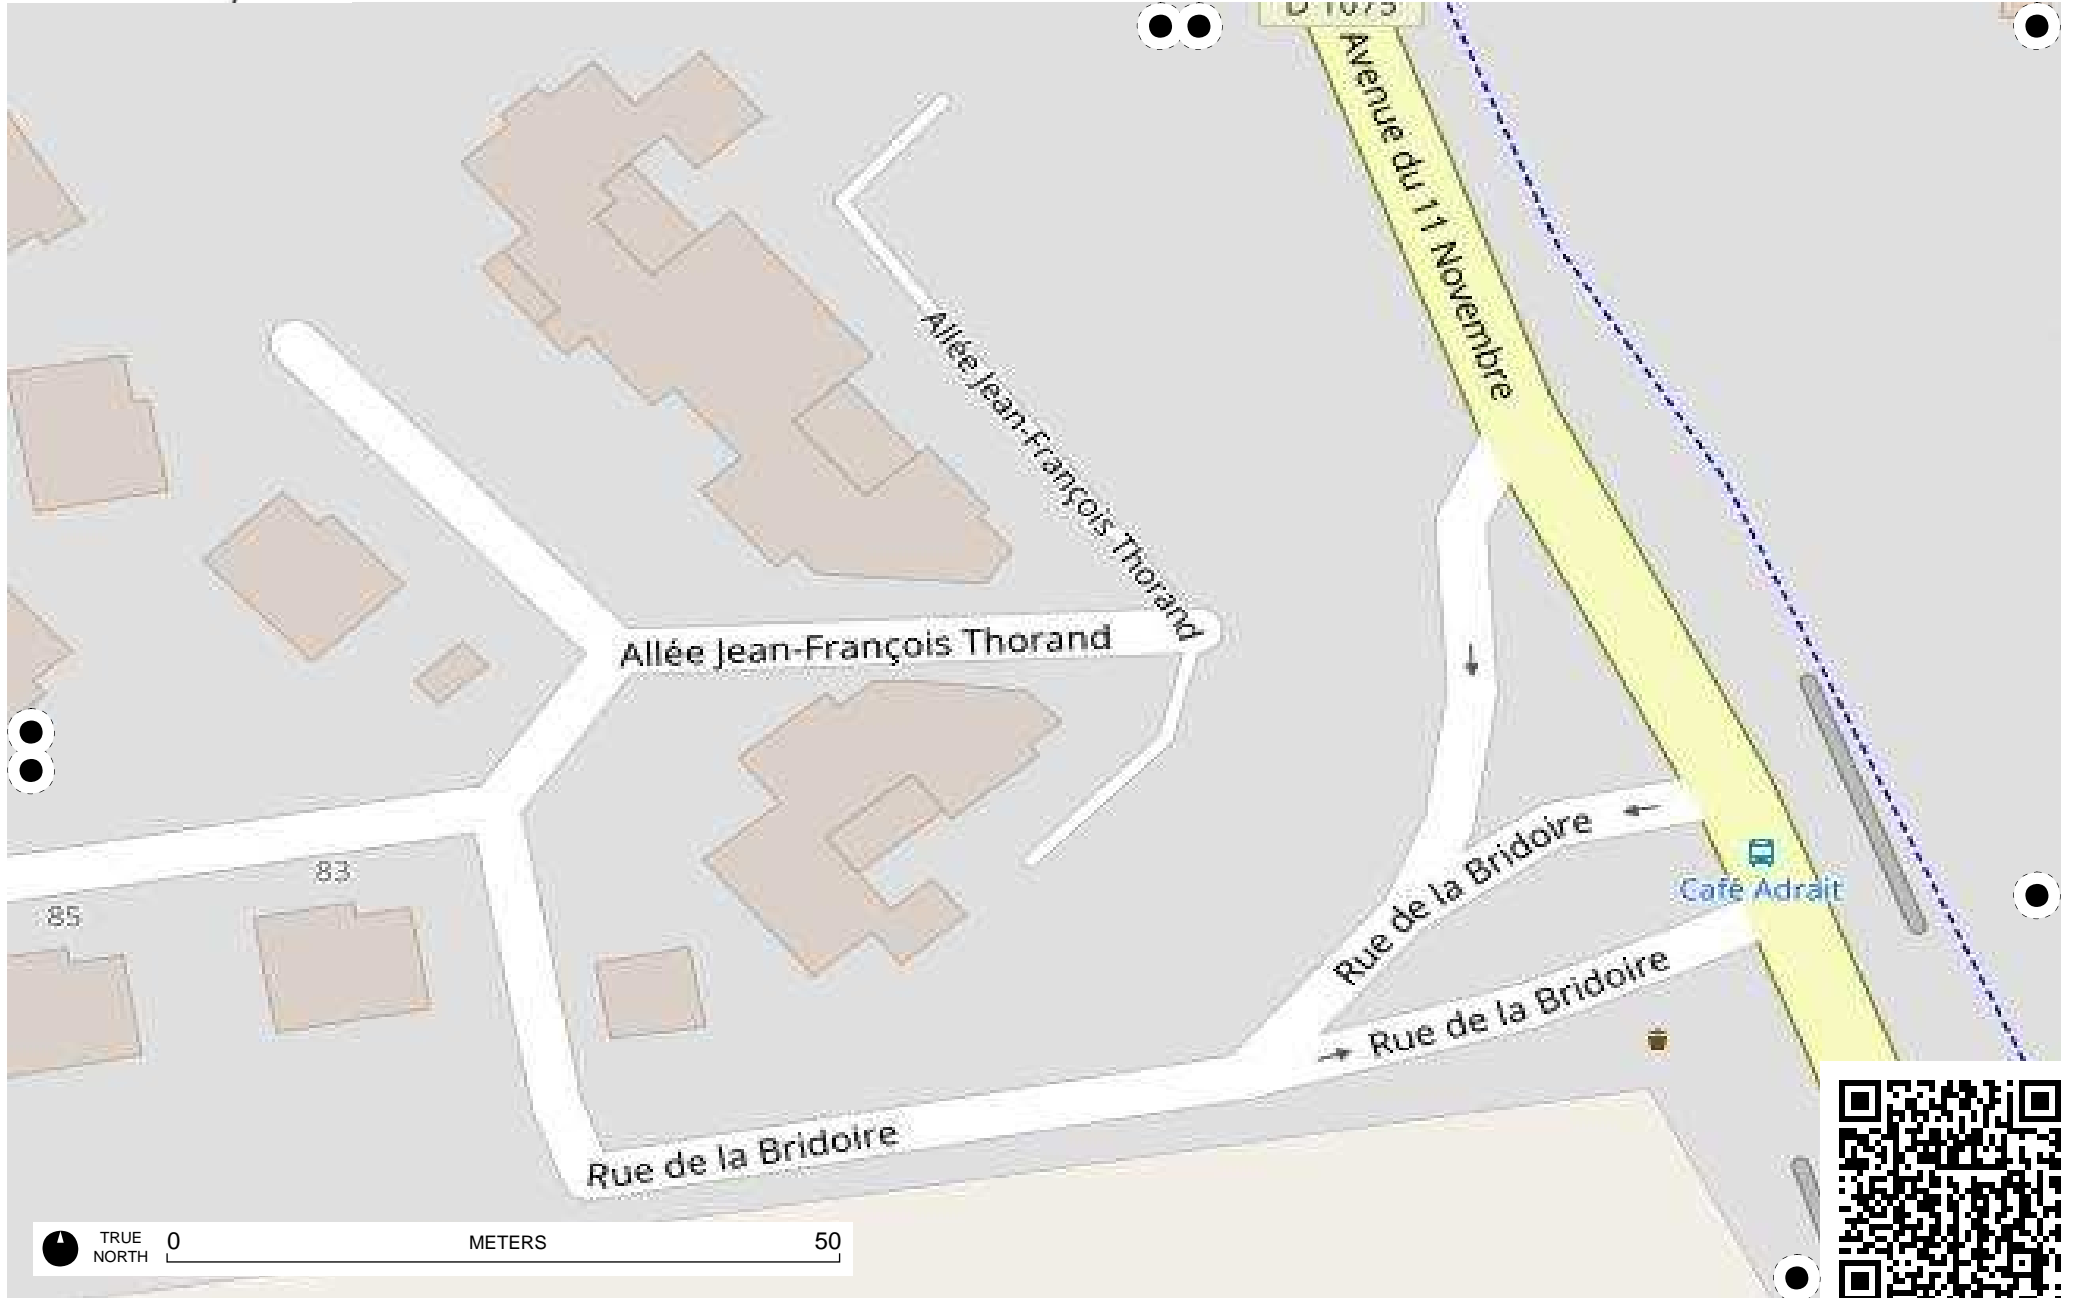 D 1075
Avenue du 11 Novembre
Allée Jean-François Thorand
Allée Jean-François Thorand
Rue de la Bridoire
83
85
Café Adrait
Rue de la Bridoire
Rue de la Bridoire
TRUE
NORTH
0
METERS
50